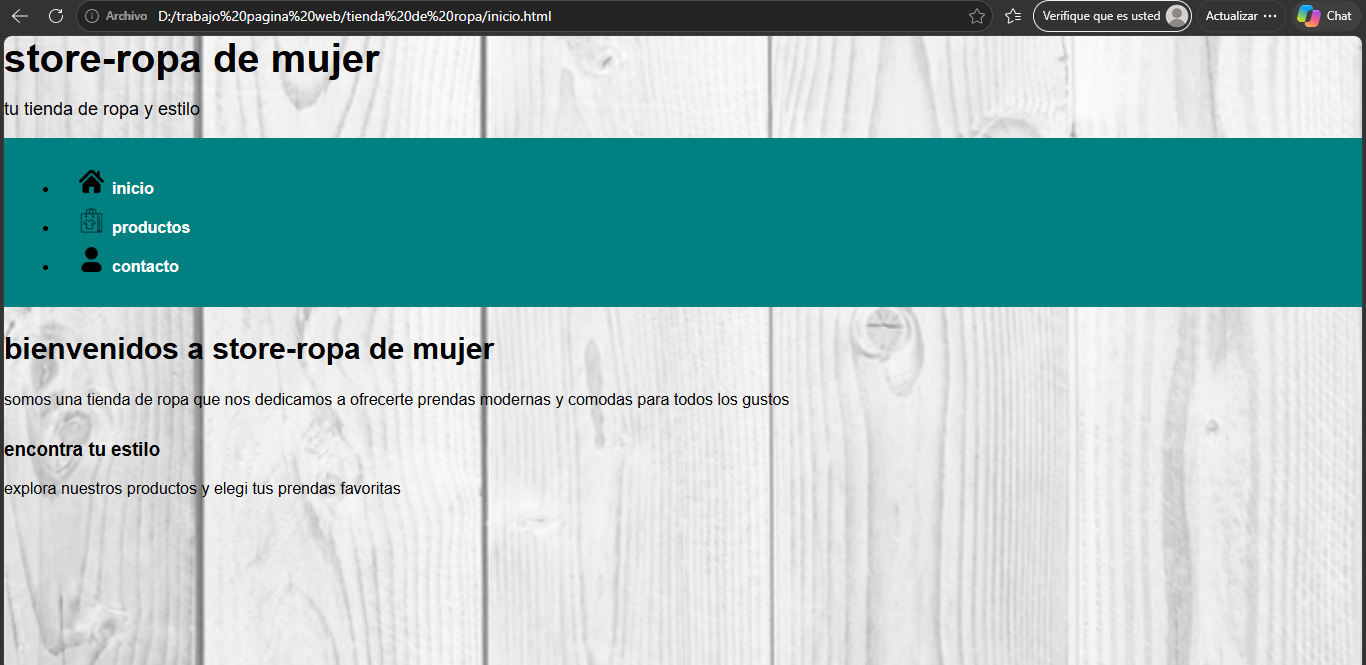 Archivo D:/trabajo%20pagina%20web/tienda%20de%20ropa/inicio.html Verifique que es usted Actualizar Chat
store-ropa de mujer
tu tienda de ropa y estilo
inicio
productos
contacto
bienvenidos a store-ropa de mujer
somos una tienda de ropa que nos dedicamos a ofrecerte prendas modernas y comodas para todos los gustos
encontra tu estilo
explora nuestros productos y elegi tus prendas favoritas